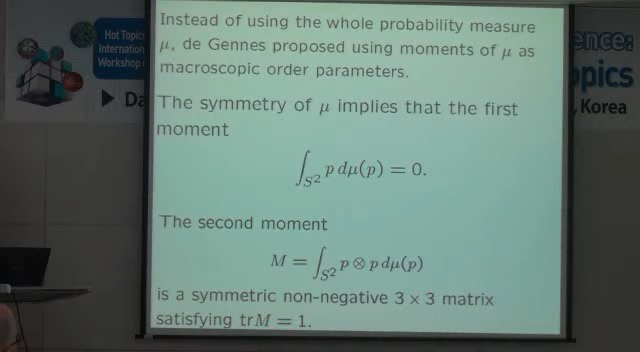 Instead of using the whole probability measure
μ, de Gennes proposed using moments of μ as
macroscopic order parameters.
The symmetry of μ implies that the first
moment
∫_{S²} p dμ(p) = 0.
The second moment
M = ∫_{S²} p ⊗ p dμ(p)
is a symmetric non-negative 3 × 3 matrix
satisfying trM = 1.
Hot Topic
Internation
Workshop
Da
ence:
opics
, Korea